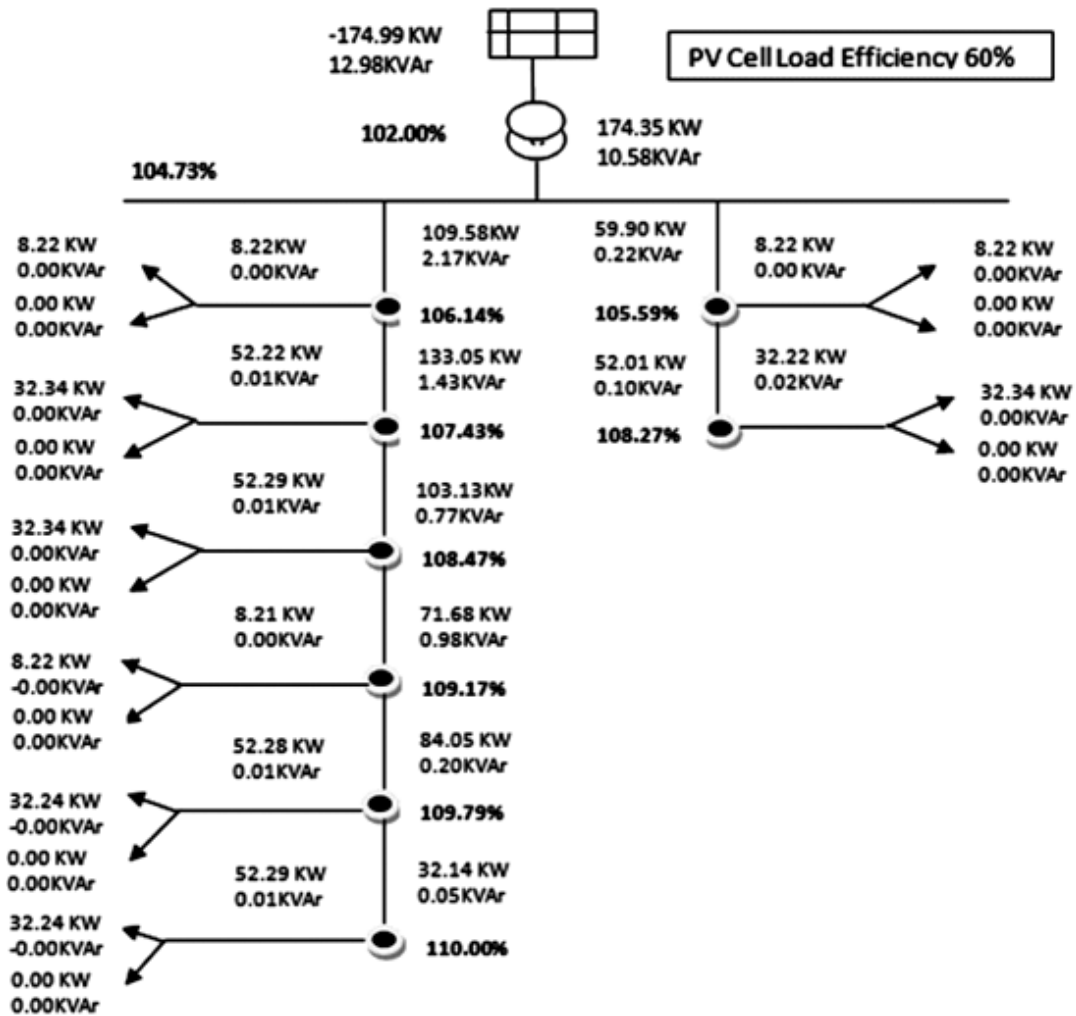 -174.99 KW
12.98KVAr
PV Cell Load Efficiency 60%
102.00%
174.35 KW
10.58KVAr
104.73%
8.22 KW
0.00KVAr
0.00 KW
0.00KVAr
8.22KW
0.00KVAr
109.58KW
2.17KVAr
106.14%
59.90 KW
0.22KVAr
105.59%
8.22 KW
0.00 KVAr
8.22 KW
0.00KVAr
0.00 KW
0.00KVAr
32.34 KW
0.00KVAr
0.00 KW
0.00KVAr
52.22 KW
0.01KVAr
133.05 KW
1.43KVAr
107.43%
52.01 KW
0.10KVAr
108.27%
32.22 KW
0.02KVAr
32.34 KW
0.00KVAr
0.00 KW
0.00KVAr
32.34 KW
0.00KVAr
0.00 KW
0.00KVAr
52.29 KW
0.01KVAr
103.13KW
0.77KVAr
108.47%
8.22 KW
-0.00KVAr
0.00 KW
0.00KVAr
8.21 KW
0.00KVAr
71.68 KW
0.98KVAr
109.17%
32.24 KW
-0.00KVAr
0.00 KW
0.00KVAr
52.28 KW
0.01KVAr
84.05 KW
0.20KVAr
109.79%
32.24 KW
-0.00KVAr
0.00 KW
0.00KVAr
52.29 KW
0.01KVAr
32.14 KW
0.05KVAr
110.00%